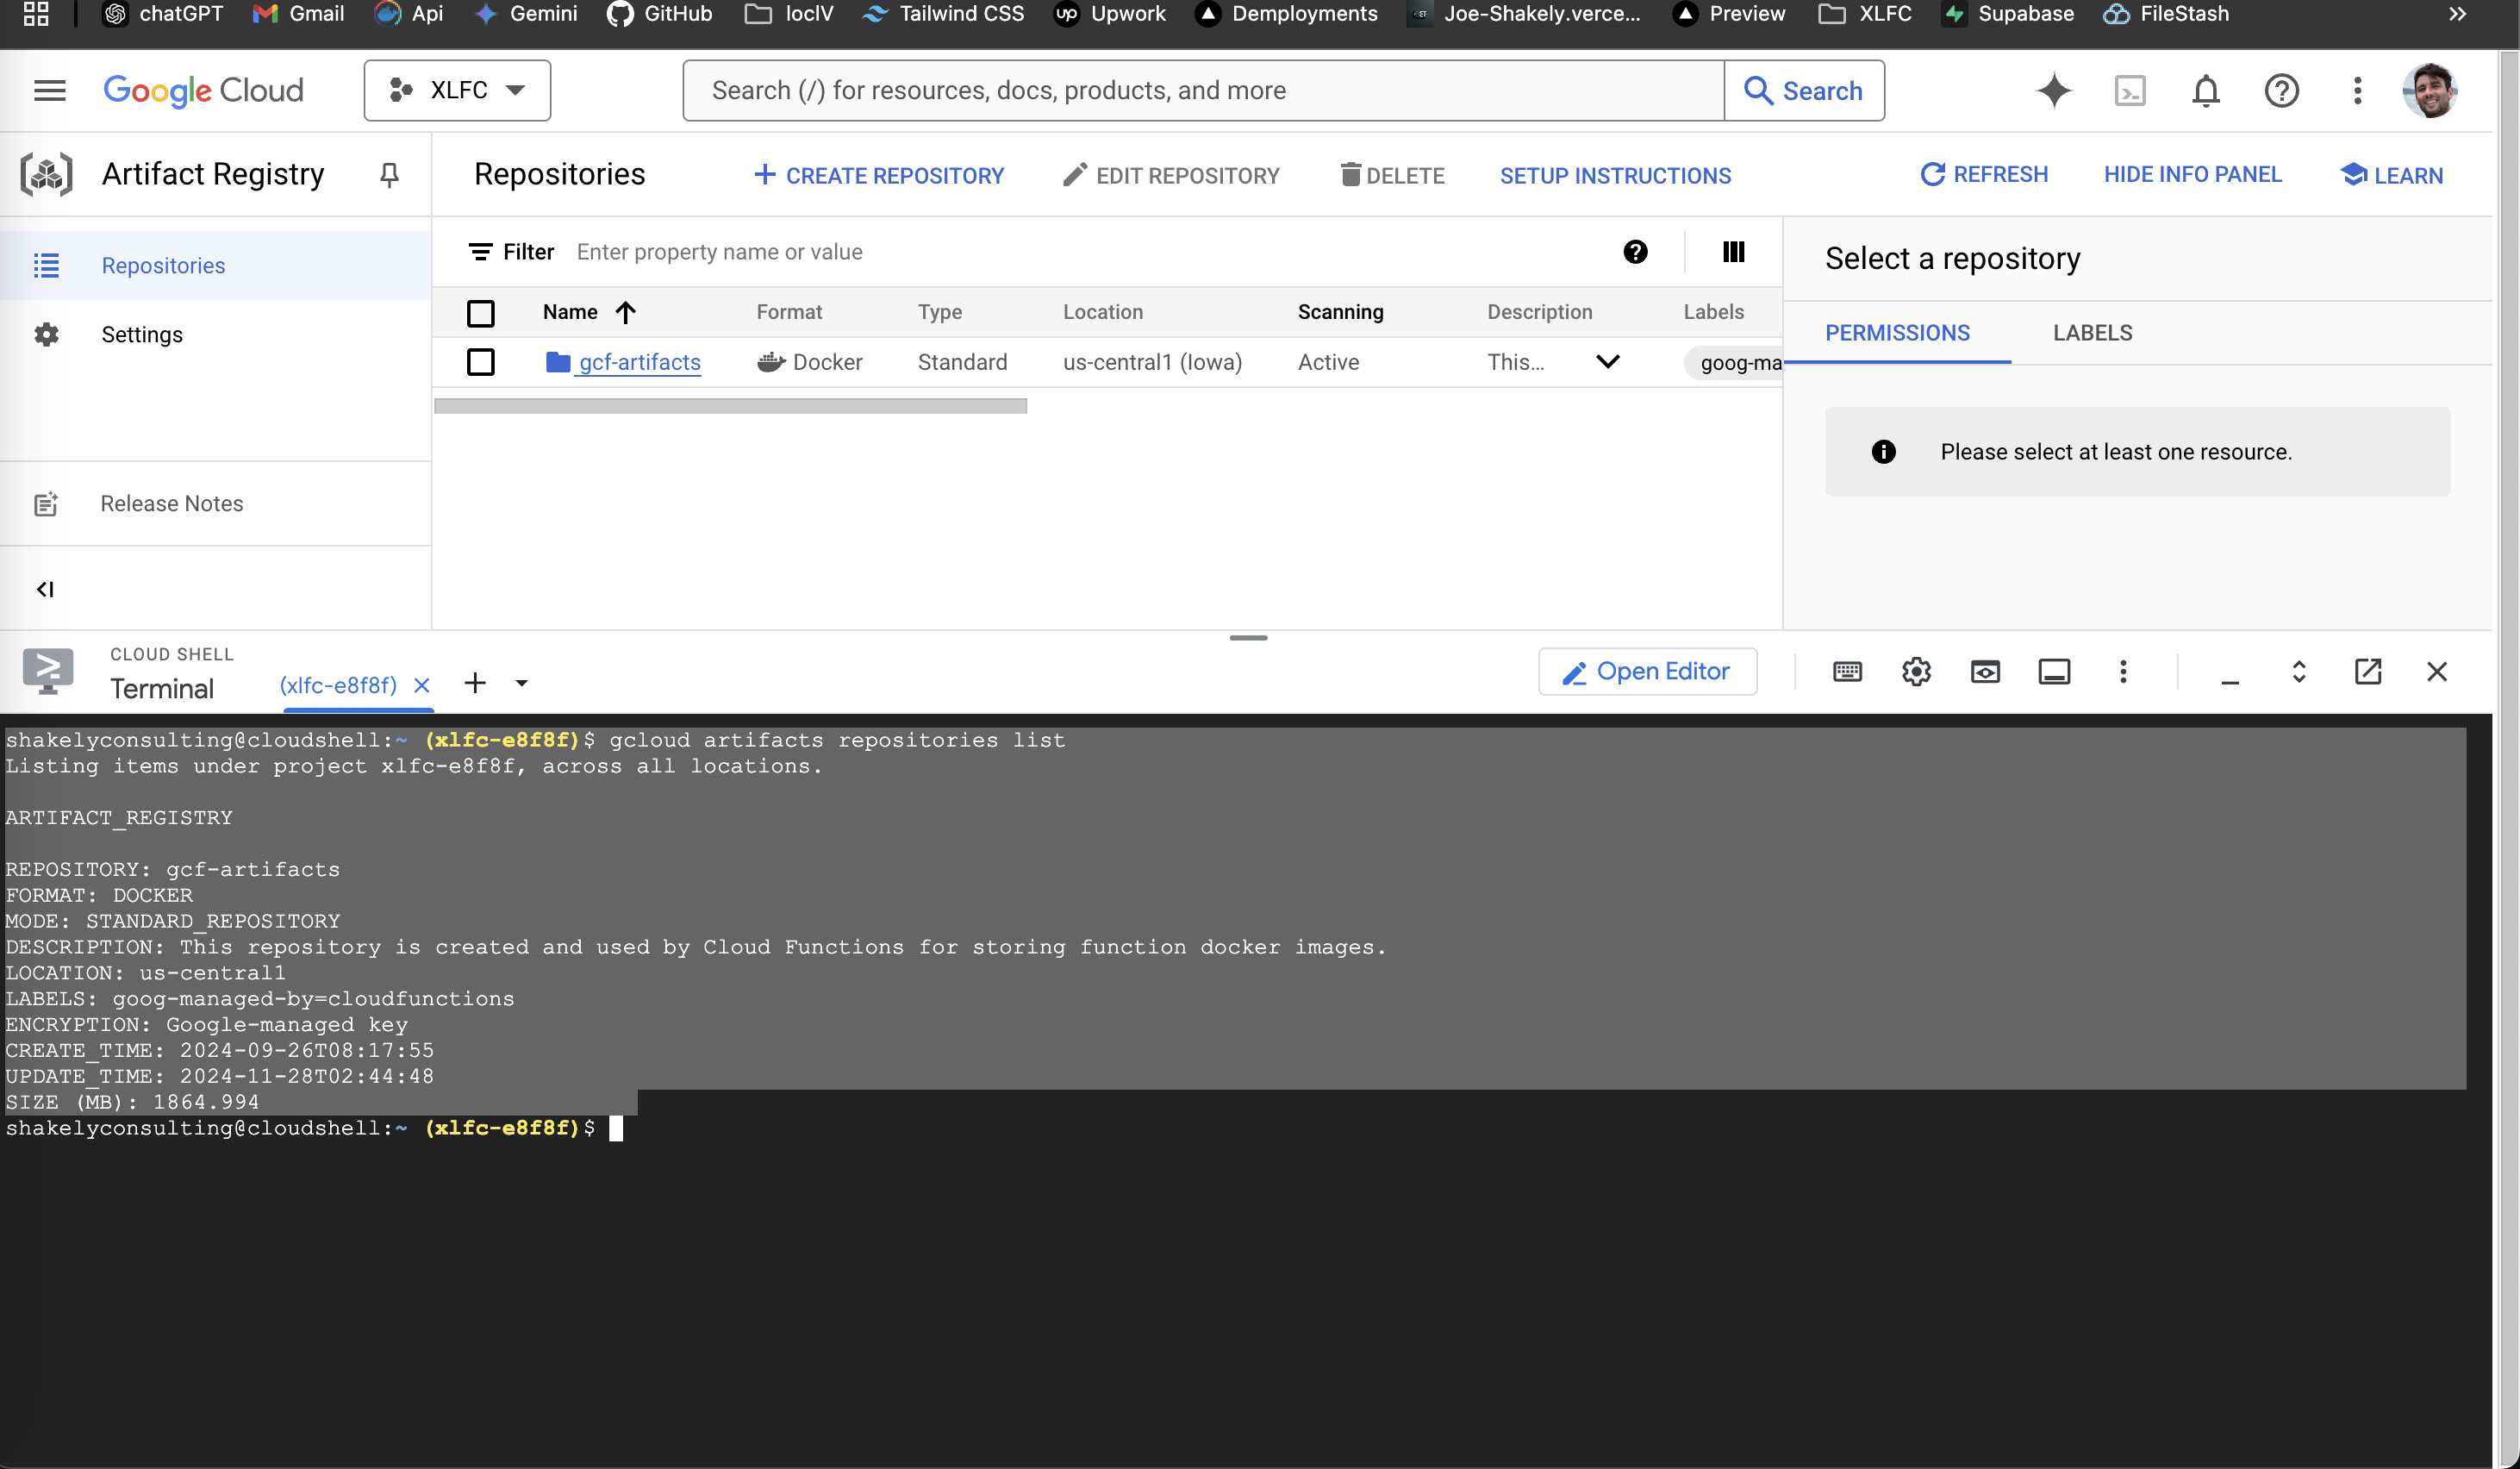 chatGPT Gmail Api Gemini GitHub locIV Tailwind CSS Upwork Demployments Joe-Shakely.verce... Preview XLFC Supabase FileStash
Google Cloud XLFC Search (/) for resources, docs, products, and more Search
Artifact Registry
Repositories CREATE REPOSITORY EDIT REPOSITORY DELETE SETUP INSTRUCTIONS REFRESH HIDE INFO PANEL LEARN
Repositories
Settings
Release Notes
Filter Enter property name or value
Name Format Type Location Scanning Description Labels
gcf-artifacts Docker Standard us-central1 (Iowa) Active This... goog-ma
Select a repository
PERMISSIONS LABELS
Please select at least one resource.
CLOUD SHELL
Terminal (xlfc-e8f8f) Open Editor
shakelyconsulting@cloudshell:~ (xlfc-e8f8f)$ gcloud artifacts repositories list
Listing items under project xlfc-e8f8f, across all locations.
ARTIFACT_REGISTRY
REPOSITORY: gcf-artifacts
FORMAT: DOCKER
MODE: STANDARD_REPOSITORY
DESCRIPTION: This repository is created and used by Cloud Functions for storing function docker images.
LOCATION: us-central1
LABELS: goog-managed-by=cloudfunctions
ENCRYPTION: Google-managed key
CREATE_TIME: 2024-09-26T08:17:55
UPDATE_TIME: 2024-11-28T02:44:48
SIZE (MB): 1864.994
shakelyconsulting@cloudshell:~ (xlfc-e8f8f)$